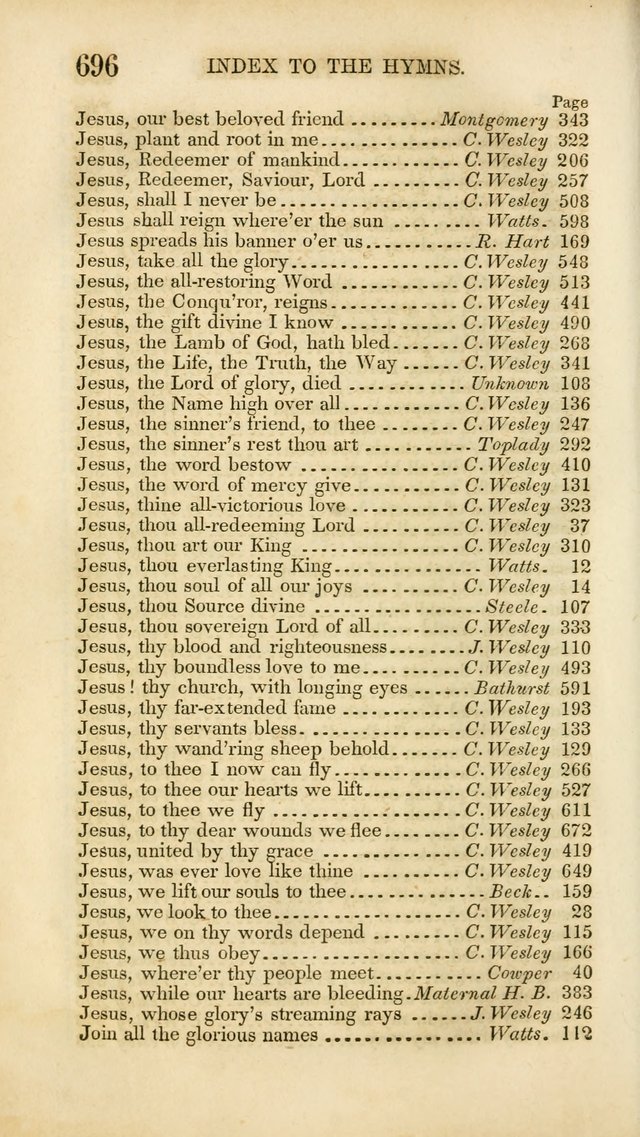 696 INDEX TO THE HYMNS.
Page
Jesus, our best beloved friend ......... Montgomery 343
Jesus, plant and root in me .............. C. Wesley 322
Jesus, Redeemer of mankind ............ C. Wesley 206
Jesus, Redeemer, Saviour, Lord ......... C. Wesley 257
Jesus, shall I never be .................. C. Wesley 508
Jesus shall reign where'er the sun ......... Watts. 598
Jesus spreads his banner o'er us ........... R. Hart 169
Jesus, take all the glory ................. C. Wesley 548
Jesus, the all-restoring Word ............ C. Wesley 513
Jesus, the Conqu'ror, reigns ............. C. Wesley 441
Jesus, the gift divine I know ............ C. Wesley 490
Jesus, the Lamb of God, hath bled ....... C. Wesley 268
Jesus, the Life, the Truth, the Way ...... C. Wesley 341
Jesus, the Lord of glory, died ............ Unknown 108
Jesus, the Name high over all ............ C. Wesley 136
Jesus, the sinner's friend, to thee ........ C. Wesley 247
Jesus, the sinner's rest thou art ........... Toplady 292
Jesus, the word bestow ................ C. Wesley 410
Jesus, the word of mercy give ........... C. Wesley 131
Jesus, thine all-victorious love ........... C. Wesley 323
Jesus, thou all-redeeming Lord .......... C. Wesley 37
Jesus, thou art our King ................ C. Wesley 310
Jesus, thou everlasting King ............... Watts. 12
Jesus, thou soul of all our joys .......... C. Wesley 14
Jesus, thou Source divine ................. Steele. 107
Jesus, thou sovereign Lord of all ......... C. Wesley 333
Jesus, thy blood and righteousness ........ J. Wesley 110
Jesus, thy boundless love to me .......... C. Wesley 493
Jesus! thy church, with longing eyes ...... Bathurst 591
Jesus, thy far-extended fame ............ C. Wesley 193
Jesus, thy servants bless. ............... C. Wesley 133
Jesus, thy wand'ring sheep behold ....... C. Wesley 129
Jesus, to thee I now can fly ............. C. Wesley 266
Jesus, to thee our hearts we lift .......... C. Wesley 527
Jesus, to thee we fly ................... C. Wesley 611
Jesus, to thy dear wounds we flee ........ C. Wesley 672
Jesus, united by thy grace .............. C. Wesley 419
Jesus, was ever love like thine .......... C. Wesley 649
Jesus, we lift our souls to thee ............. Beck.. 159
Jesus, we look to thee .................. C. Wesley 28
Jesus, we on thy words depend ......... C. Wesley 115
Jesus, we thus obey .................... C. Wesley 166
Jesus, where'er thy people meet ........... Cowper 40
Jesus, while our hearts are bleeding. Maternal H. B. 383
Jesus, whose glory's streaming rays ...... J. Wesley 246
Join all the glorious names ................ Watts. 112